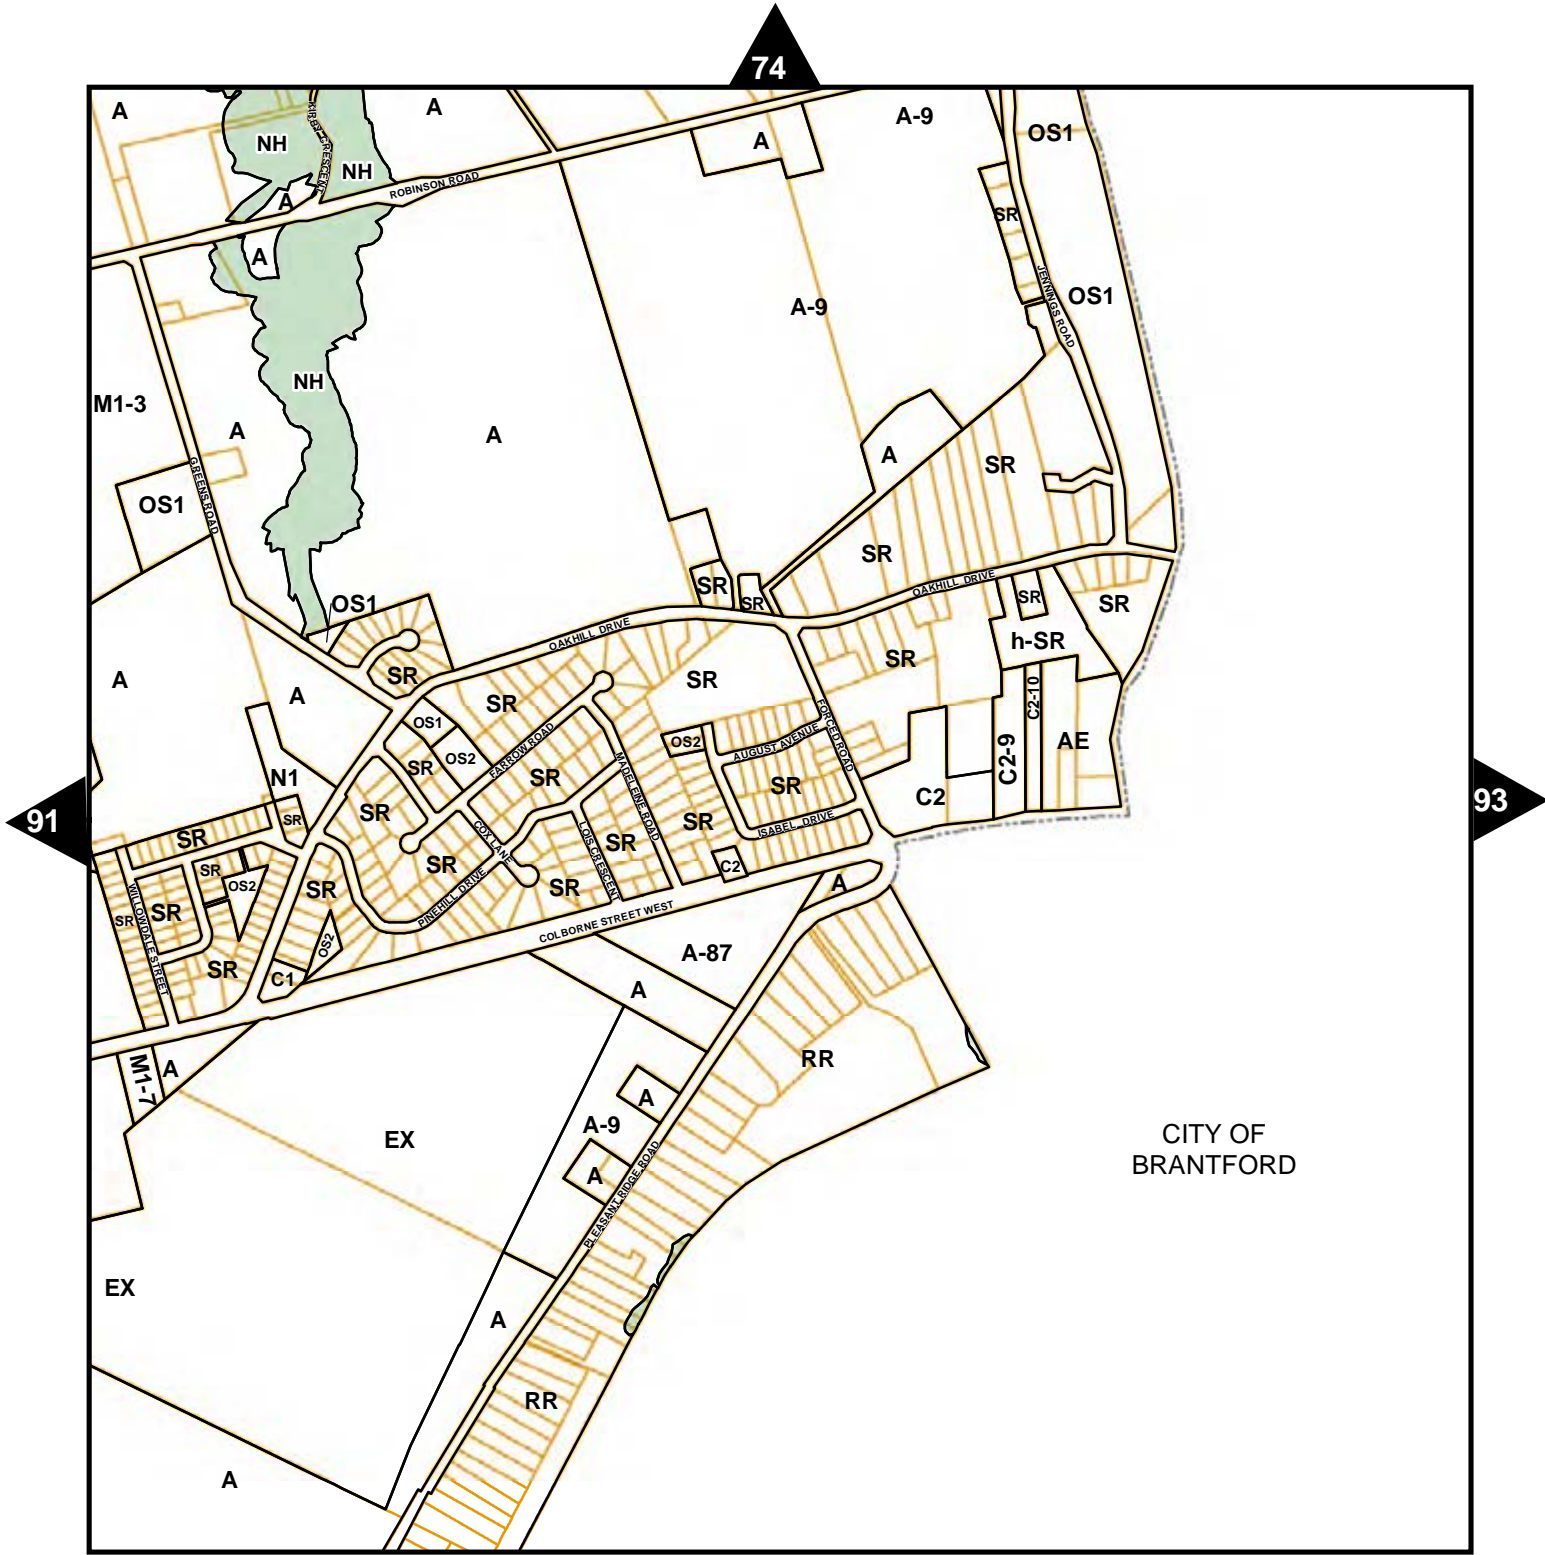 74
A
A
A-9
OS1
NH
NH
A
KIRBY CRESCENT
ROBINSON ROAD
A
SR
A
JENNINGS ROAD
OS1
A-9
NH
M1-3
A
A
A
SR
GREENS ROAD
OS1
SR
OAKHILL DRIVE
SR
SR
SR
SR
OS1
OAKHILL DRIVE
h-SR
SR
SR
SR
A
A
SR
C2-10
FORCED ROAD
OS1
OS2
FARROW ROAD
OS2
AUGUST AVENUE
C2-9
AE
SR
SR
MADELEINE ROAD
N1
SR
C2
91
93
SR
SR
SR
COX LANE
LOIS CRESCENT
SR
SR
ISABEL DRIVE
SR
SR
OS2
SR
PINEHILL DRIVE
SR
C2
A
SR
SR
WILLOWDALE STREET
SR
OS2
COLBORNE STREET WEST
A-87
SR
C1
A
M1-7
A
RR
A
A-9
EX
CITY OF
BRANTFORD
A
PLEASANT RIDGE ROAD
EX
A
RR
A